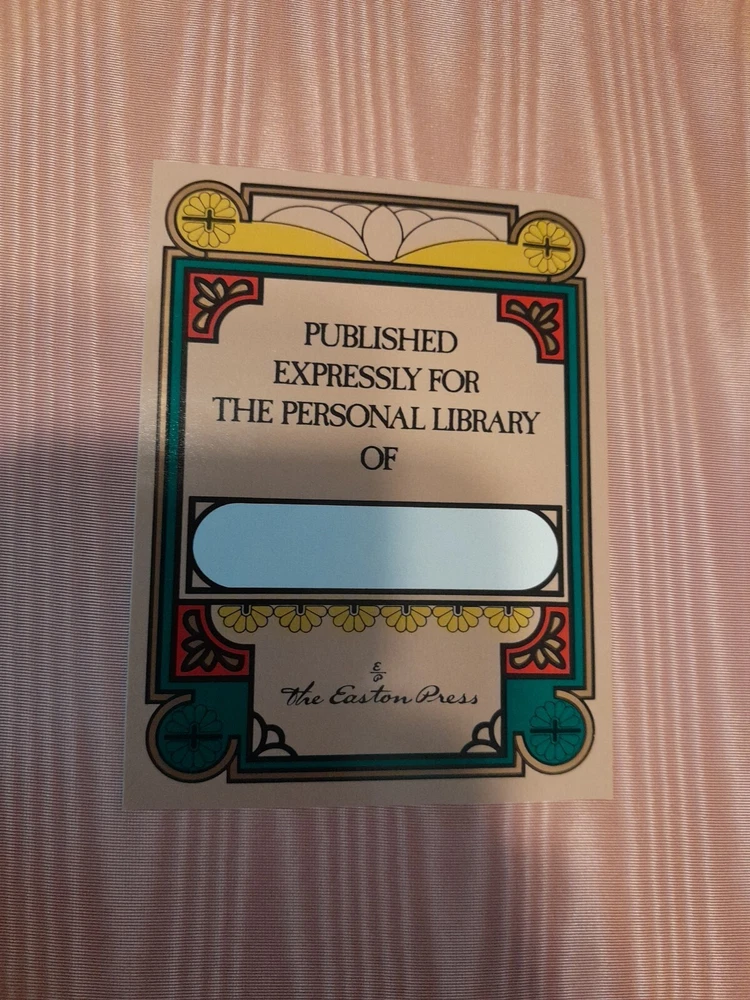 PUBLISHED
EXPRESSLY FOR
THE PERSONAL LIBRARY
OF
E
P
The Easton Press